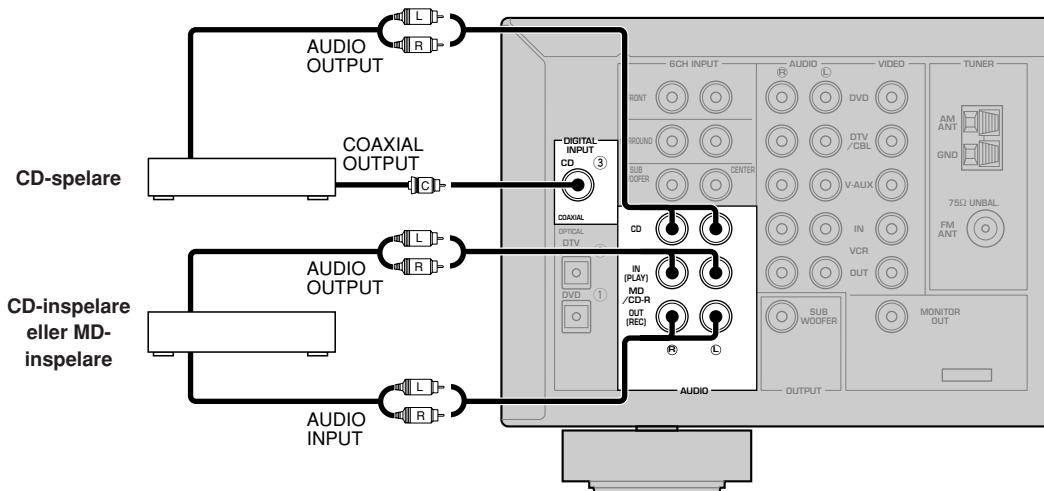 L
R
AUDIO
OUTPUT
COAXIAL
OUTPUT
C
CD-spelare
L
R
AUDIO
OUTPUT
CD-inspelare
eller MD-
inspelare
L
R
AUDIO
INPUT
DIGITAL
INPUT
CD ③
COAXIAL
OPTICAL
DTV
DVD ①
6CH INPUT
FRONT
SURROUND
SUB
WOOFER
CENTER
AUDIO
R L
VIDEO
DVD
DTV
/CBL
V-AUX
IN
VCR
OUT
CD
IN
(PLAY)
MD
/CD-R
OUT
(REC)
R L
AUDIO
SUB
WOOFER
OUTPUT
MONITOR
OUT
TUNER
AM
ANT
GND
75Ω UNBAL.
FM
ANT